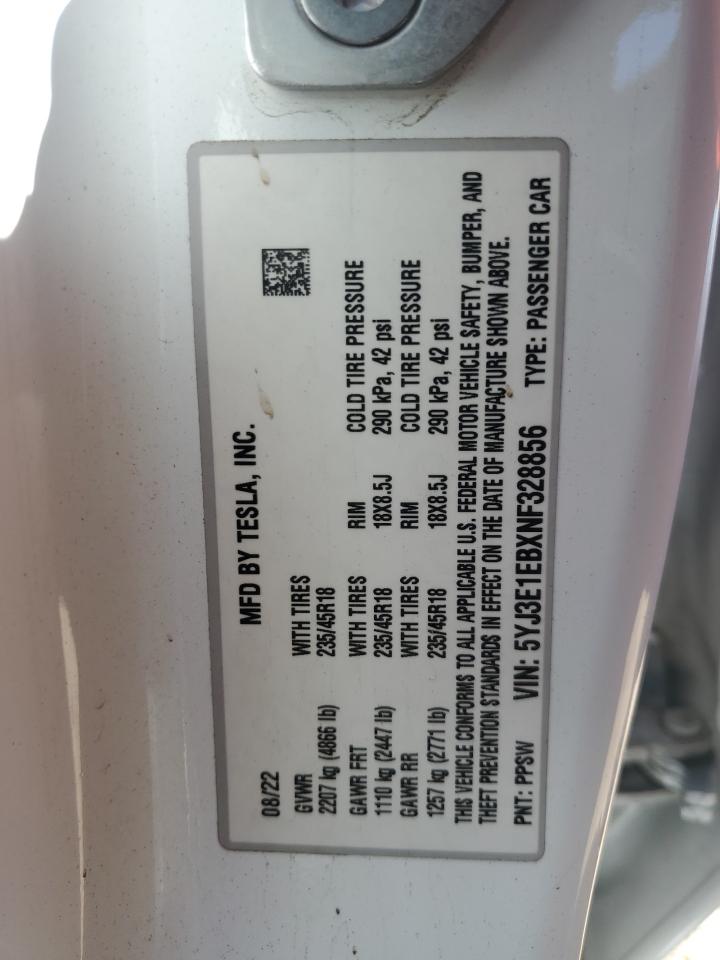 MFD BY TESLA, INC.
08/22
GVWR WITH TIRES
2207 kg (4866 lb) 235/45R18
GAWR FRT WITH TIRES RIM COLD TIRE PRESSURE
1110 kg (2447 lb) 235/45R18 18X8.5J 290 kPa, 42 psi
GAWR RR WITH TIRES RIM COLD TIRE PRESSURE
1257 kg (2771 lb) 235/45R18 18X8.5J 290 kPa, 42 psi
THIS VEHICLE CONFORMS TO ALL APPLICABLE U.S. FEDERAL MOTOR VEHICLE SAFETY, BUMPER, AND
THEFT PREVENTION STANDARDS IN EFFECT ON THE DATE OF MANUFACTURE SHOWN ABOVE.
PNT: PPSW VIN: 5YJ3E1EBXNF328856 TYPE: PASSENGER CAR